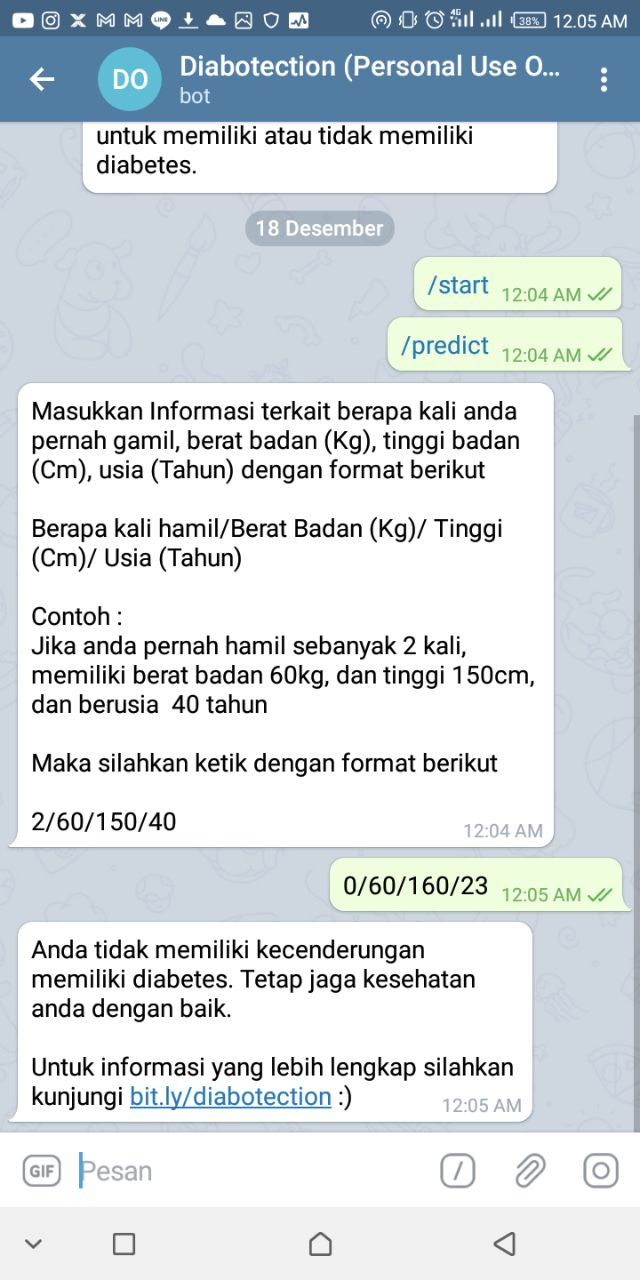 LINE
4G
38%
12.05 AM
DO
Diabotection (Personal Use O...
bot
untuk memiliki atau tidak memiliki
diabetes.
18 Desember
/start 12:04 AM
/predict 12:04 AM
Masukkan Informasi terkait berapa kali anda
pernah gamil, berat badan (Kg), tinggi badan
(Cm), usia (Tahun) dengan format berikut
Berapa kali hamil/Berat Badan (Kg)/ Tinggi
(Cm)/ Usia (Tahun)
Contoh :
Jika anda pernah hamil sebanyak 2 kali,
memiliki berat badan 60kg, dan tinggi 150cm,
dan berusia  40 tahun
Maka silahkan ketik dengan format berikut
2/60/150/40
12:04 AM
0/60/160/23 12:05 AM
Anda tidak memiliki kecenderungan
memiliki diabetes. Tetap jaga kesehatan
anda dengan baik.
Untuk informasi yang lebih lengkap silahkan
kunjungi bit.ly/diabotection :)
12:05 AM
GIF
Pesan
/